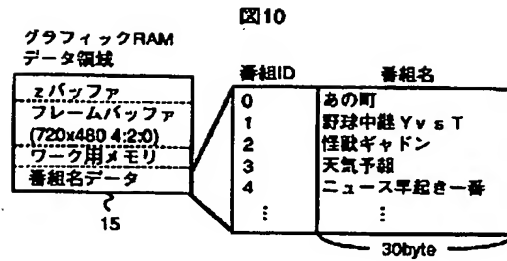 図10
グラフィックRAM
データ領域
zバッファ
フレームバッファ
(720x480 4:2:0)
ワーク用メモリ
番組名データ
15
番組ID 番組名
0 あの町
1 野球中継YvsT
2 怪獣ギャドン
3 天気予報
4 ニュース早起き一番
⋮ ⋮
30byte